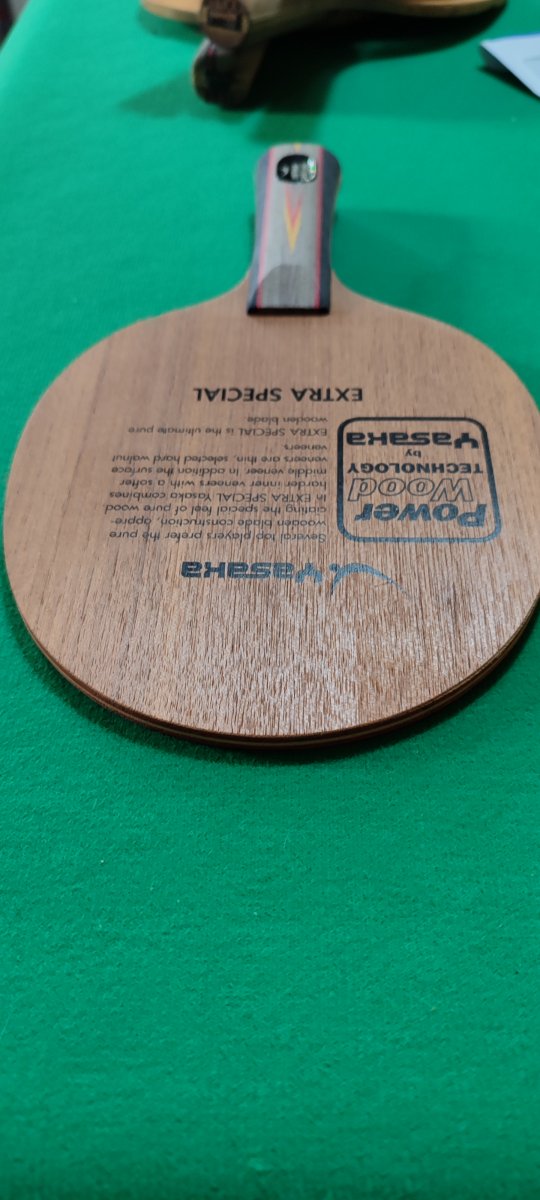 Yasaka
Several top players prefer the pure
wooden blade construction, appre-
ciating the special feel of pure wood
In EXTRA SPECIAL Yasaka combines
harder inner veneers with a softer
middle veneer. In addition the surface
veneers are thin, selected hard walnut
veneers.
EXTRA SPECIAL is the ultimate pure
wooden blade.
Power
Wood
TECHNOLOGY
by
Yasaka
EXTRA SPECIAL